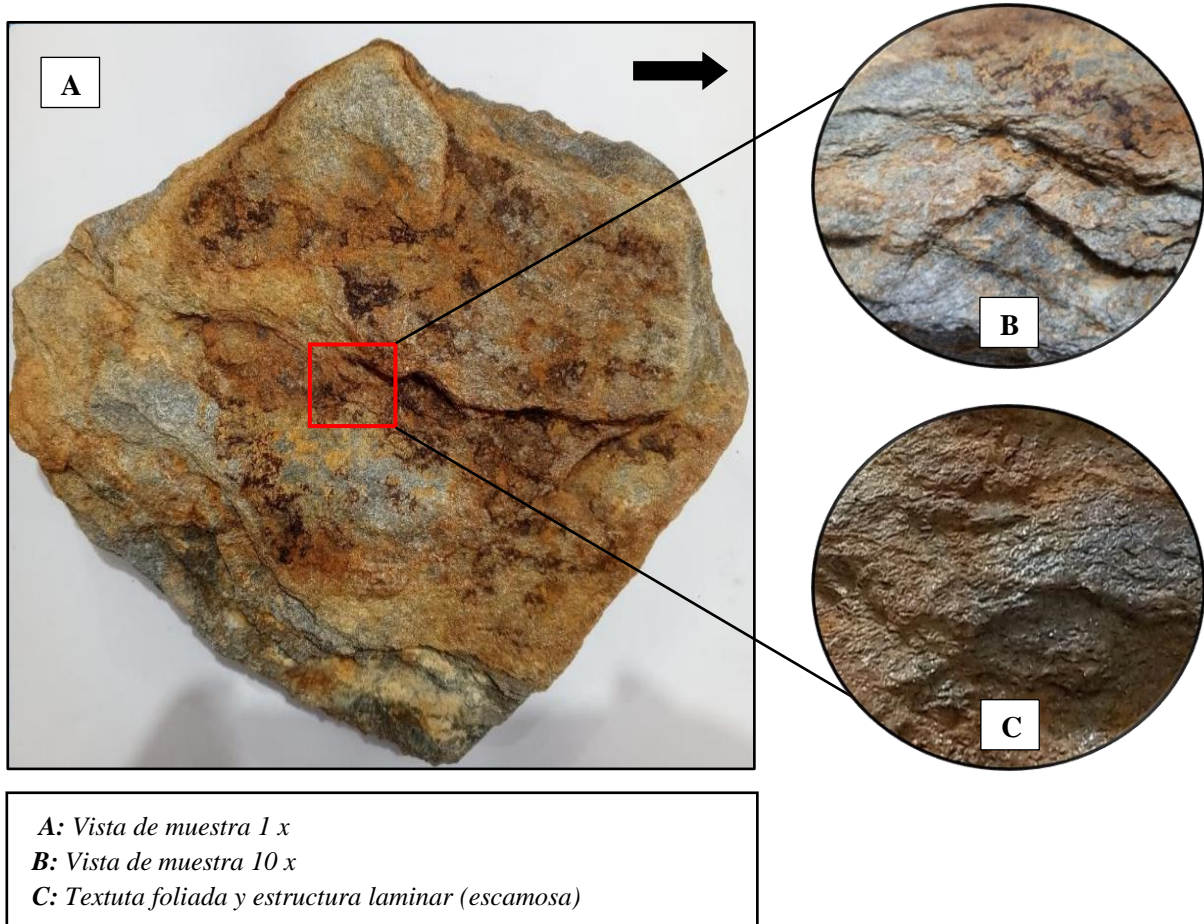 A
B
C
A: Vista de muestra 1 x
B: Vista de muestra 10 x
C: Textuta foliada y estructura laminar (escamosa)